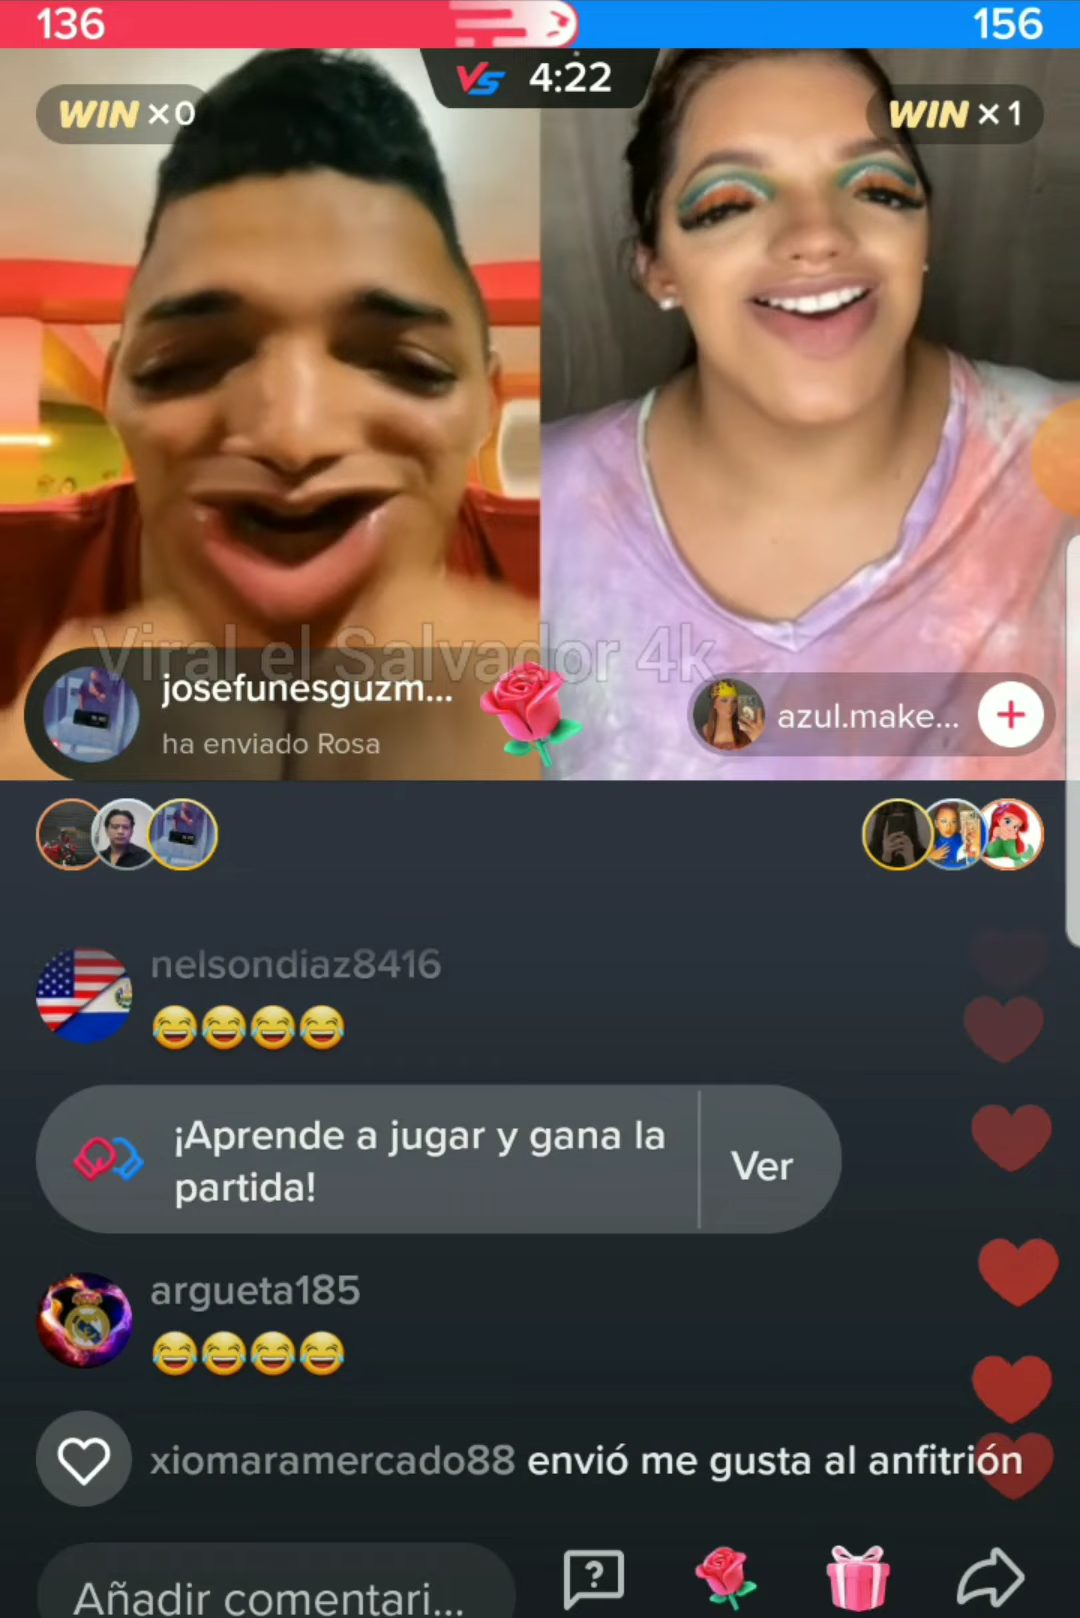 136
156
VS 4:22
WIN ×0
WIN ×1
Viral el Salvador 4k
josefunesguzm...
ha enviado Rosa
azul.make...
nelsondiaz8416
😂😂😂😂
¡Aprende a jugar y gana la
partida!
Ver
argueta185
😂😂😂😂
xiomaramercado88 envió me gusta al anfitrión
Añadir comentari...